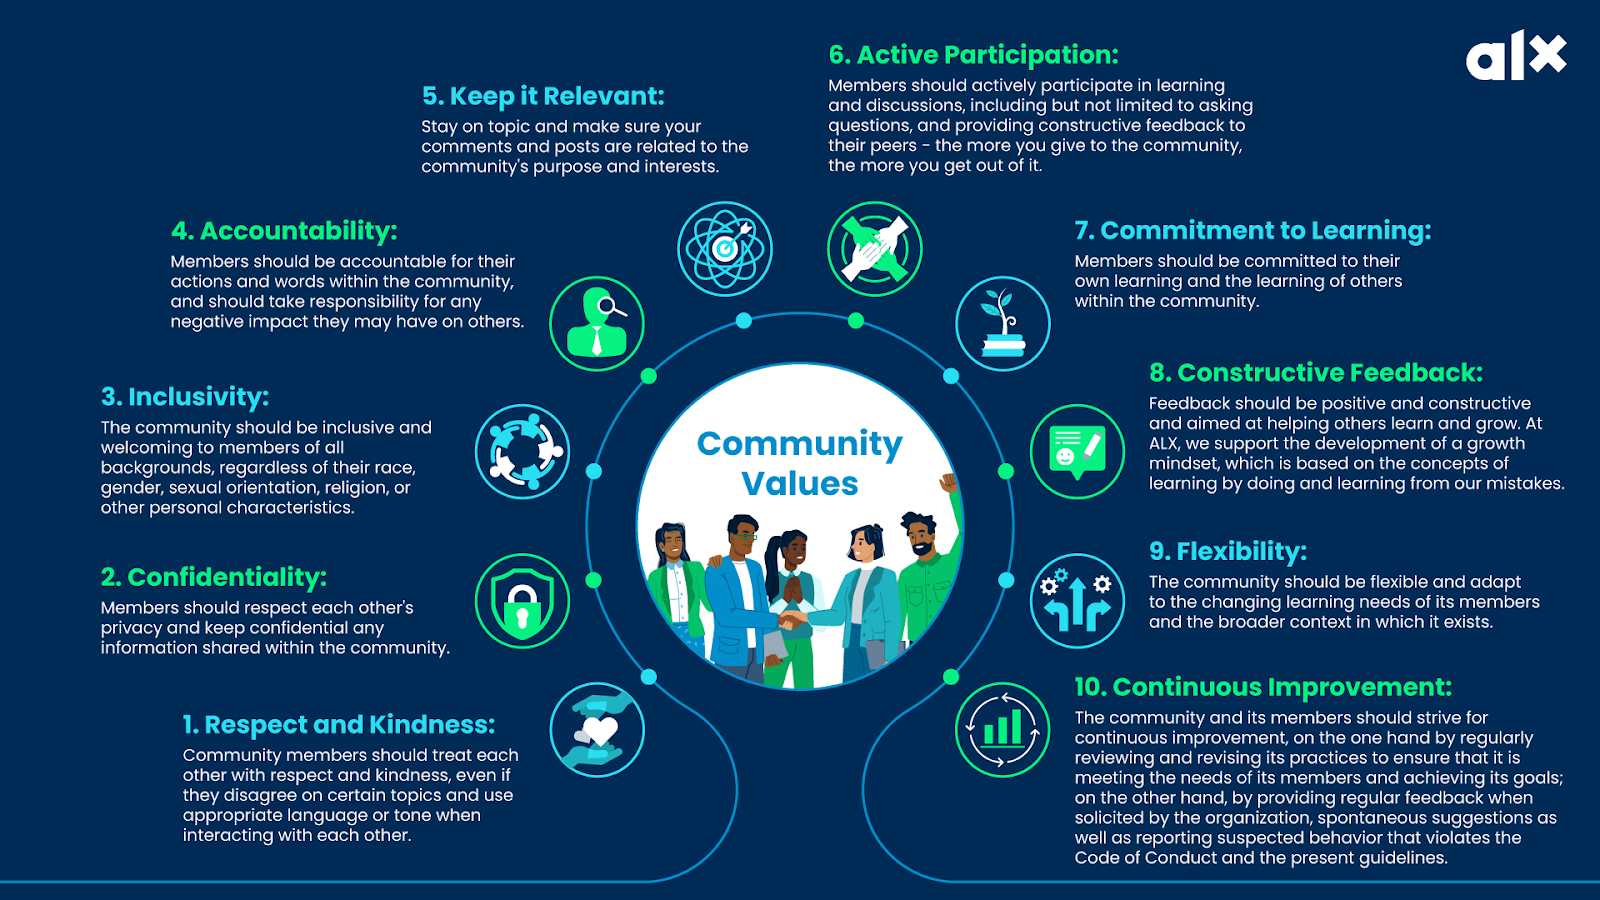 alx
Community
Values
1. Respect and Kindness:
Community members should treat each
other with respect and kindness, even if
they disagree on certain topics and use
appropriate language or tone when
interacting with each other.
2. Confidentiality:
Members should respect each other's
privacy and keep confidential any
information shared within the community.
3. Inclusivity:
The community should be inclusive and
welcoming to members of all
backgrounds, regardless of their race,
gender, sexual orientation, religion, or
other personal characteristics.
4. Accountability:
Members should be accountable for their
actions and words within the community,
and should take responsibility for any
negative impact they may have on others.
5. Keep it Relevant:
Stay on topic and make sure your
comments and posts are related to the
community's purpose and interests.
6. Active Participation:
Members should actively participate in learning
and discussions, including but not limited to asking
questions, and providing constructive feedback to
their peers - the more you give to the community,
the more you get out of it.
7. Commitment to Learning:
Members should be committed to their
own learning and the learning of others
within the community.
8. Constructive Feedback:
Feedback should be positive and constructive
and aimed at helping others learn and grow. At
ALX, we support the development of a growth
mindset, which is based on the concepts of
learning by doing and learning from our mistakes.
9. Flexibility:
The community should be flexible and adapt
to the changing learning needs of its members
and the broader context in which it exists.
10. Continuous Improvement:
The community and its members should strive for
continuous improvement, on the one hand by regularly
reviewing and revising its practices to ensure that it is
meeting the needs of its members and achieving its goals;
on the other hand, by providing regular feedback when
solicited by the organization, spontaneous suggestions as
well as reporting suspected behavior that violates the
Code of Conduct and the present guidelines.